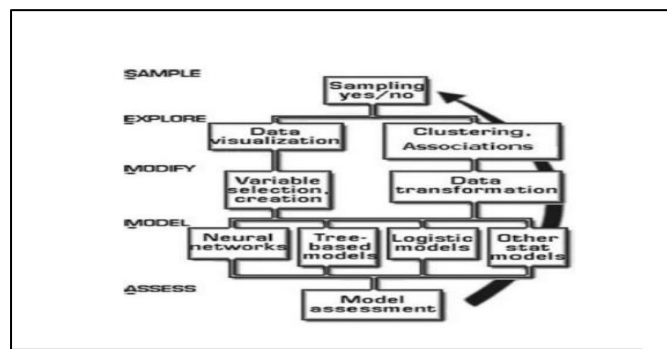 SAMPLE
Sampling
yes/no
EXPLORE
Data
visualization
Clustering,
Associations
MODIFY
Variable
selection,
creation
Data
transformation
MODEL
Neural
networks
Tree-
based
models
Logistic
models
Other
stat
models
ASSESS
Model
assessment